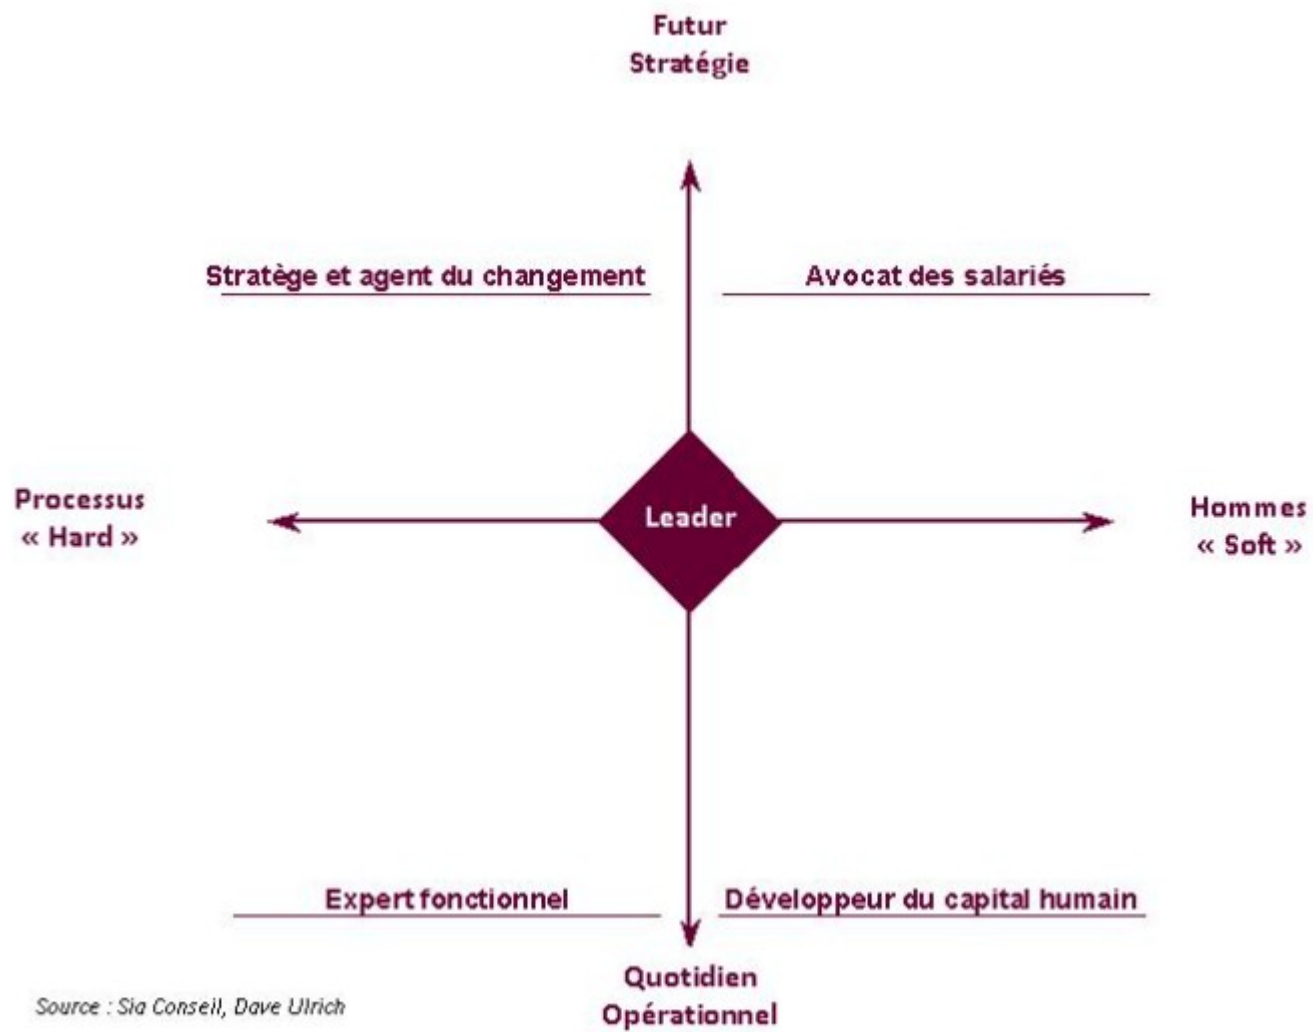 Futur
Stratégie
Stratège et agent du changement
Avocat des salariés
Processus
« Hard »
Leader
Hommes
« Soft »
Expert fonctionnel
Développeur du capital humain
Quotidien
Opérationnel
Source : Sia Conseil, Dave Ulrich